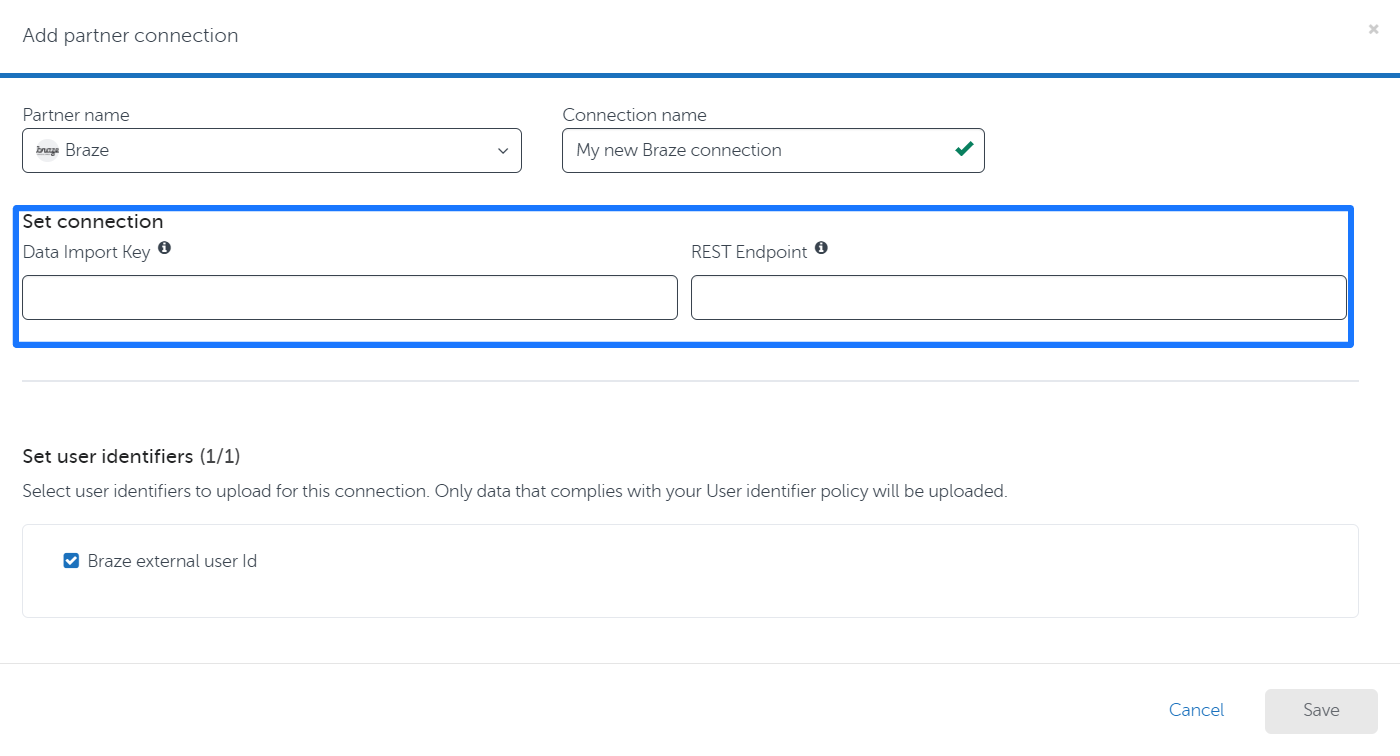 Add partner connection
×
Partner name
Connection name
braze Braze
My new Braze connection
Set connection
Data Import Key
REST Endpoint
Set user identifiers (1/1)
Select user identifiers to upload for this connection. Only data that complies with your User identifier policy will be uploaded.
Braze external user Id
Cancel
Save